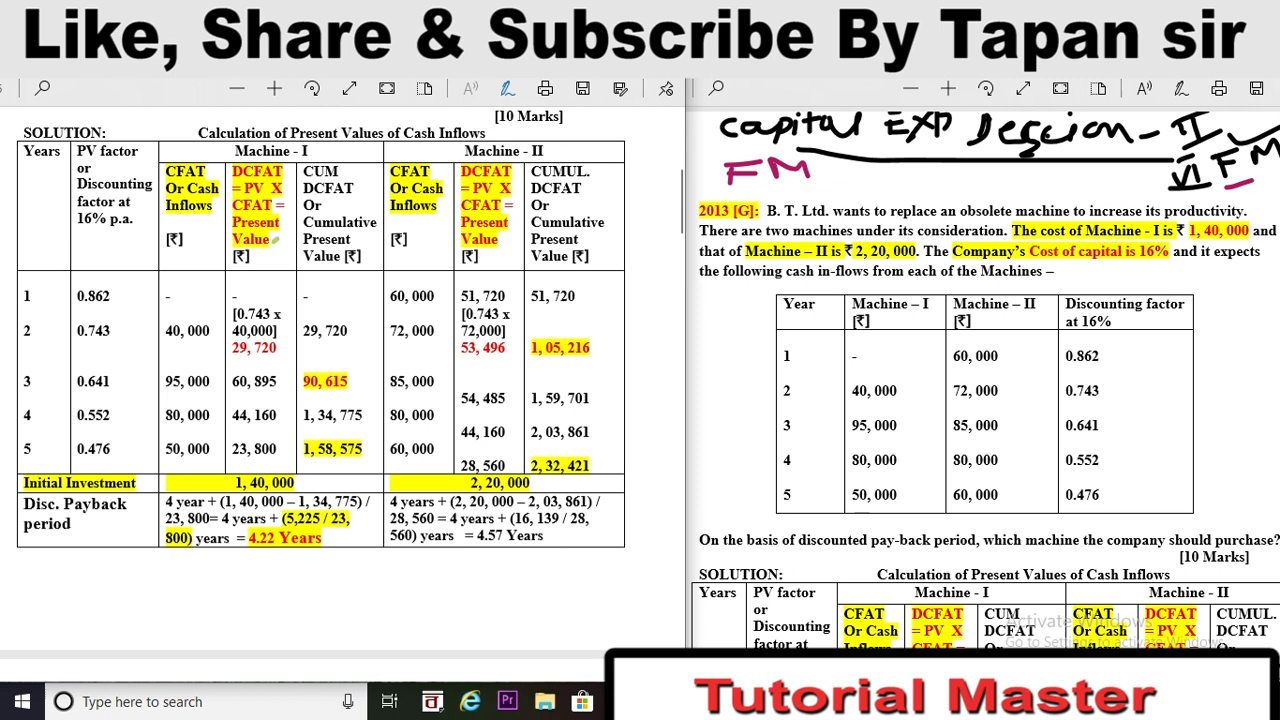 Like, Share & Subscribe By Tapan sir
[10 Marks]
SOLUTION: Calculation of Present Values of Cash Inflows
Years PV factor or Discounting factor at 16% p.a. Machine - I Machine - II
CFAT Or Cash Inflows [₹] DCFAT = PV X CFAT = Present Value [₹] CUM DCFAT Or Cumulative Present Value [₹] CFAT Or Cash Inflows [₹] DCFAT = PV X CFAT = Present Value [₹] CUMUL. DCFAT Or Cumulative Present Value [₹]
1 0.862 - - - 60, 000 51, 720 51, 720
2 0.743 40, 000 [0.743 x 40,000] 29, 720 29, 720 72, 000 [0.743 x 72,000] 53, 496 1, 05, 216
3 0.641 95, 000 60, 895 90, 615 85, 000 54, 485 1, 59, 701
4 0.552 80, 000 44, 160 1, 34, 775 80, 000 44, 160 2, 03, 861
5 0.476 50, 000 23, 800 1, 58, 575 60, 000 28, 560 2, 32, 421
Initial Investment 1, 40, 000 2, 20, 000
Disc. Payback period 4 year + (1, 40, 000 – 1, 34, 775) / 23, 800= 4 years + (5,225 / 23, 800) years = 4.22 Years 4 years + (2, 20, 000 – 2, 03, 861) / 28, 560 = 4 years + (16, 139 / 28, 560) years = 4.57 Years
Capital EXP Dession - II
FM
VI FM
2013 [G]: B. T. Ltd. wants to replace an obsolete machine to increase its productivity.
There are two machines under its consideration. The cost of Machine - I is ₹ 1, 40, 000 and
that of Machine – II is ₹ 2, 20, 000. The Company's Cost of capital is 16% and it expects
the following cash in-flows from each of the Machines –
Year Machine – I [₹] Machine – II [₹] Discounting factor at 16%
1 - 60, 000 0.862
2 40, 000 72, 000 0.743
3 95, 000 85, 000 0.641
4 80, 000 80, 000 0.552
5 50, 000 60, 000 0.476
On the basis of discounted pay-back period, which machine the company should purchase?
[10 Marks]
SOLUTION: Calculation of Present Values of Cash Inflows
Years PV factor or Discounting factor at Machine - I Machine - II
CFAT Or Cash DCFAT = PV X CUM DCFAT CFAT Or Cash DCFAT = PV X CUMUL. DCFAT
Activate Windows
Go to Settings to activate Windows.
Type here to search
Tutorial Master